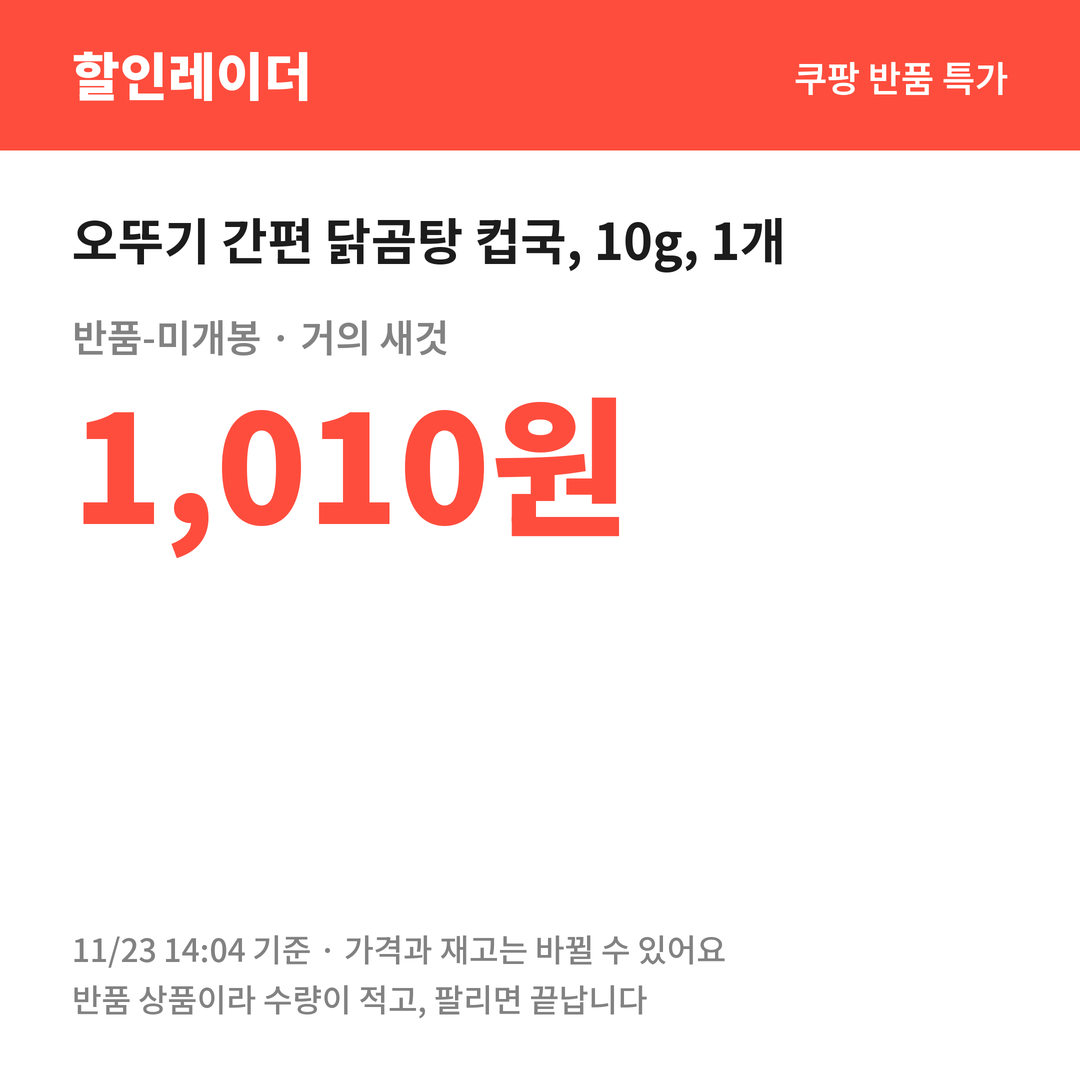 할인레이더
쿠팡 반품 특가
오뚜기 간편 닭곰탕 컵국, 10g, 1개
반품-미개봉 · 거의 새것
1,010원
11/23 14:04 기준 · 가격과 재고는 바뀔 수 있어요
반품 상품이라 수량이 적고, 팔리면 끝납니다